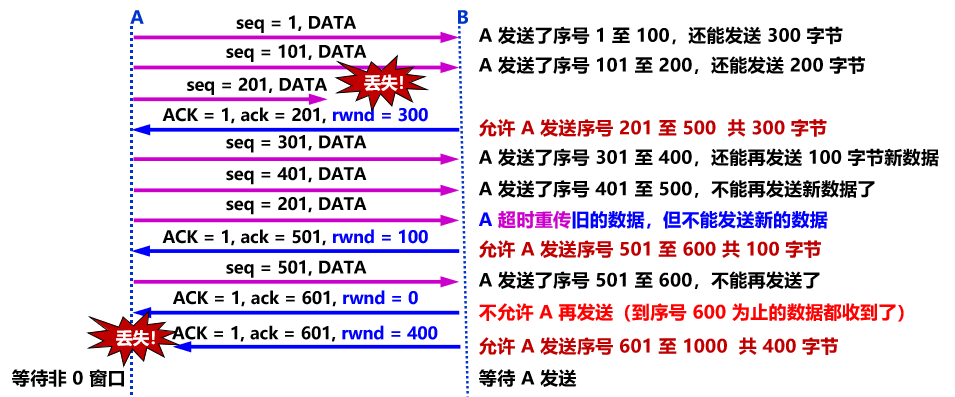 A B
seq = 1, DATA
A 发送了序号 1 至 100，还能发送 300 字节
seq = 101, DATA
A 发送了序号 101 至 200，还能发送 200 字节
seq = 201, DATA
丢失!
ACK = 1, ack = 201, rwnd = 300
允许 A 发送序号 201 至 500 共 300 字节
seq = 301, DATA
A 发送了序号 301 至 400，还能再发送 100 字节新数据
seq = 401, DATA
A 发送了序号 401 至 500，不能再发送新数据了
seq = 201, DATA
A 超时重传旧的数据，但不能发送新的数据
ACK = 1, ack = 501, rwnd = 100
允许 A 发送序号 501 至 600 共 100 字节
seq = 501, DATA
A 发送了序号 501 至 600，不能再发送了
ACK = 1, ack = 601, rwnd = 0
不允许 A 再发送（到序号 600 为止的数据都收到了）
丢失!
ACK = 1, ack = 601, rwnd = 400
允许 A 发送序号 601 至 1000 共 400 字节
等待非 0 窗口
等待 A 发送